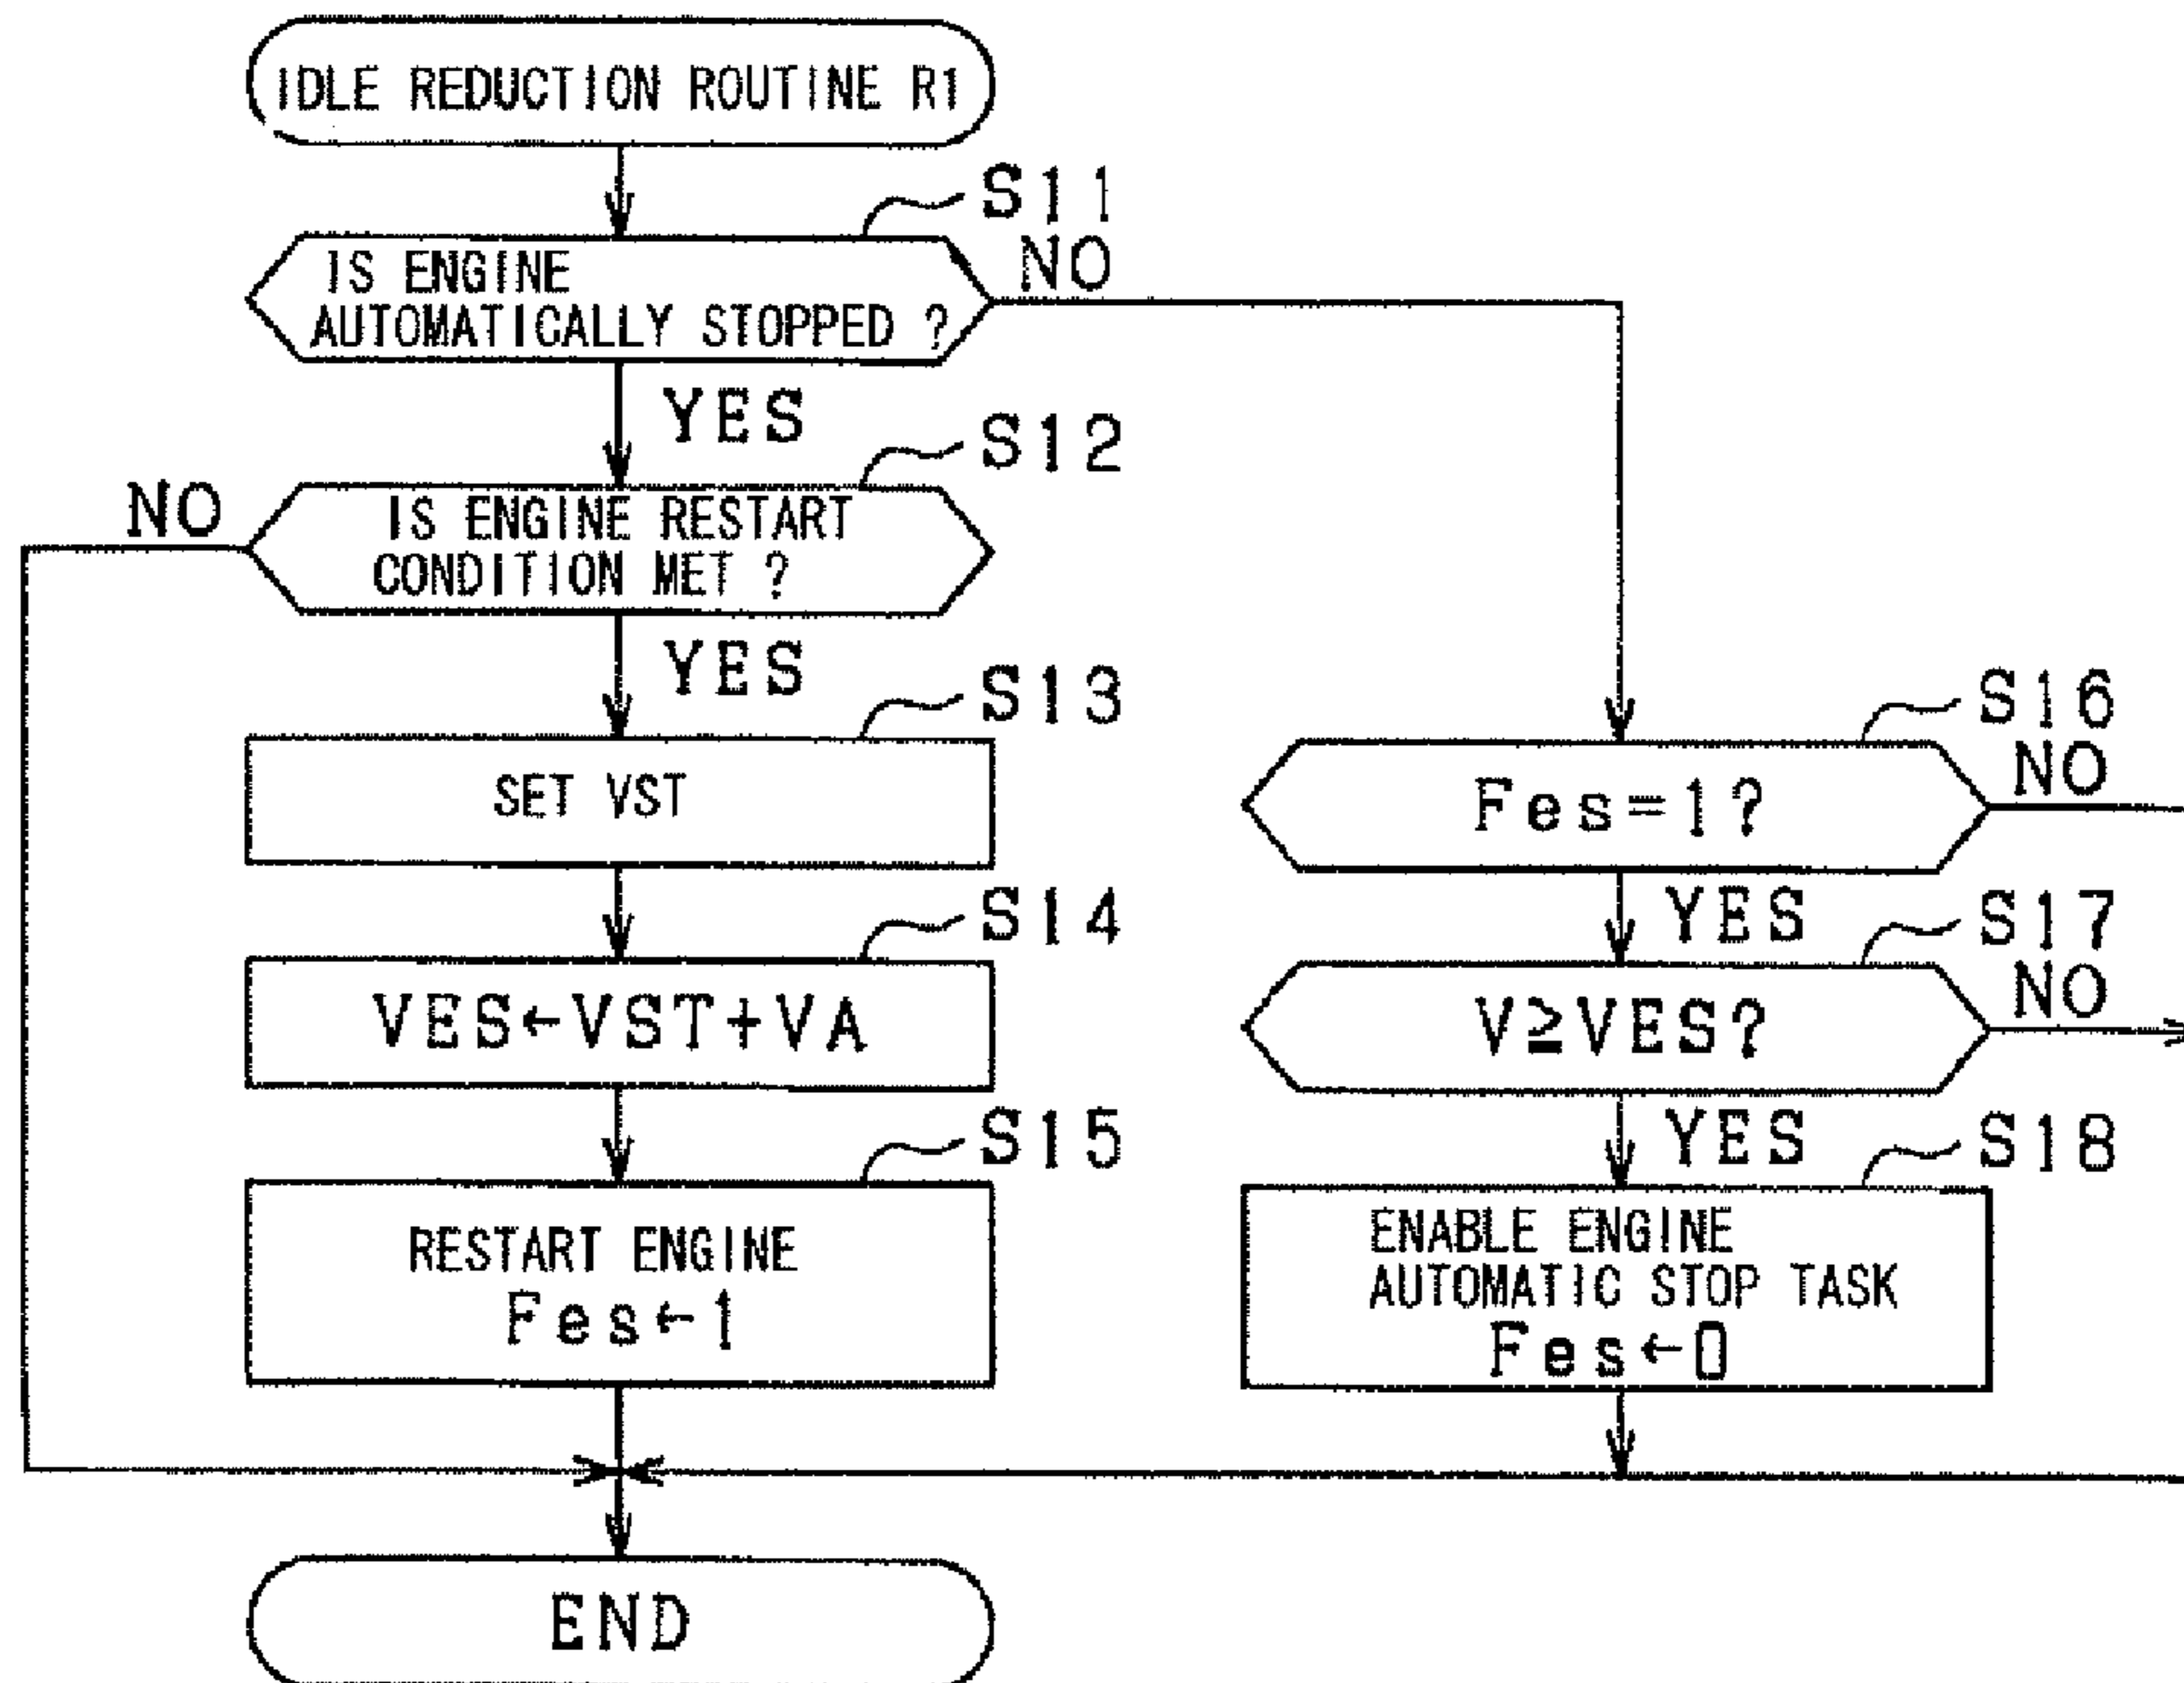 IDLE REDUCTION ROUTINE R1
S11
IS ENGINE
AUTOMATICALLY STOPPED ?
NO
YES
S12
NO
IS ENGINE RESTART
CONDITION MET ?
YES
S13
SET VST
S14
VES←VST+VA
S15
RESTART ENGINE
Fes←1
S16
Fes=1?
NO
YES
S17
V≧VES?
NO
YES
S18
ENABLE ENGINE
AUTOMATIC STOP TASK
Fes←0
END